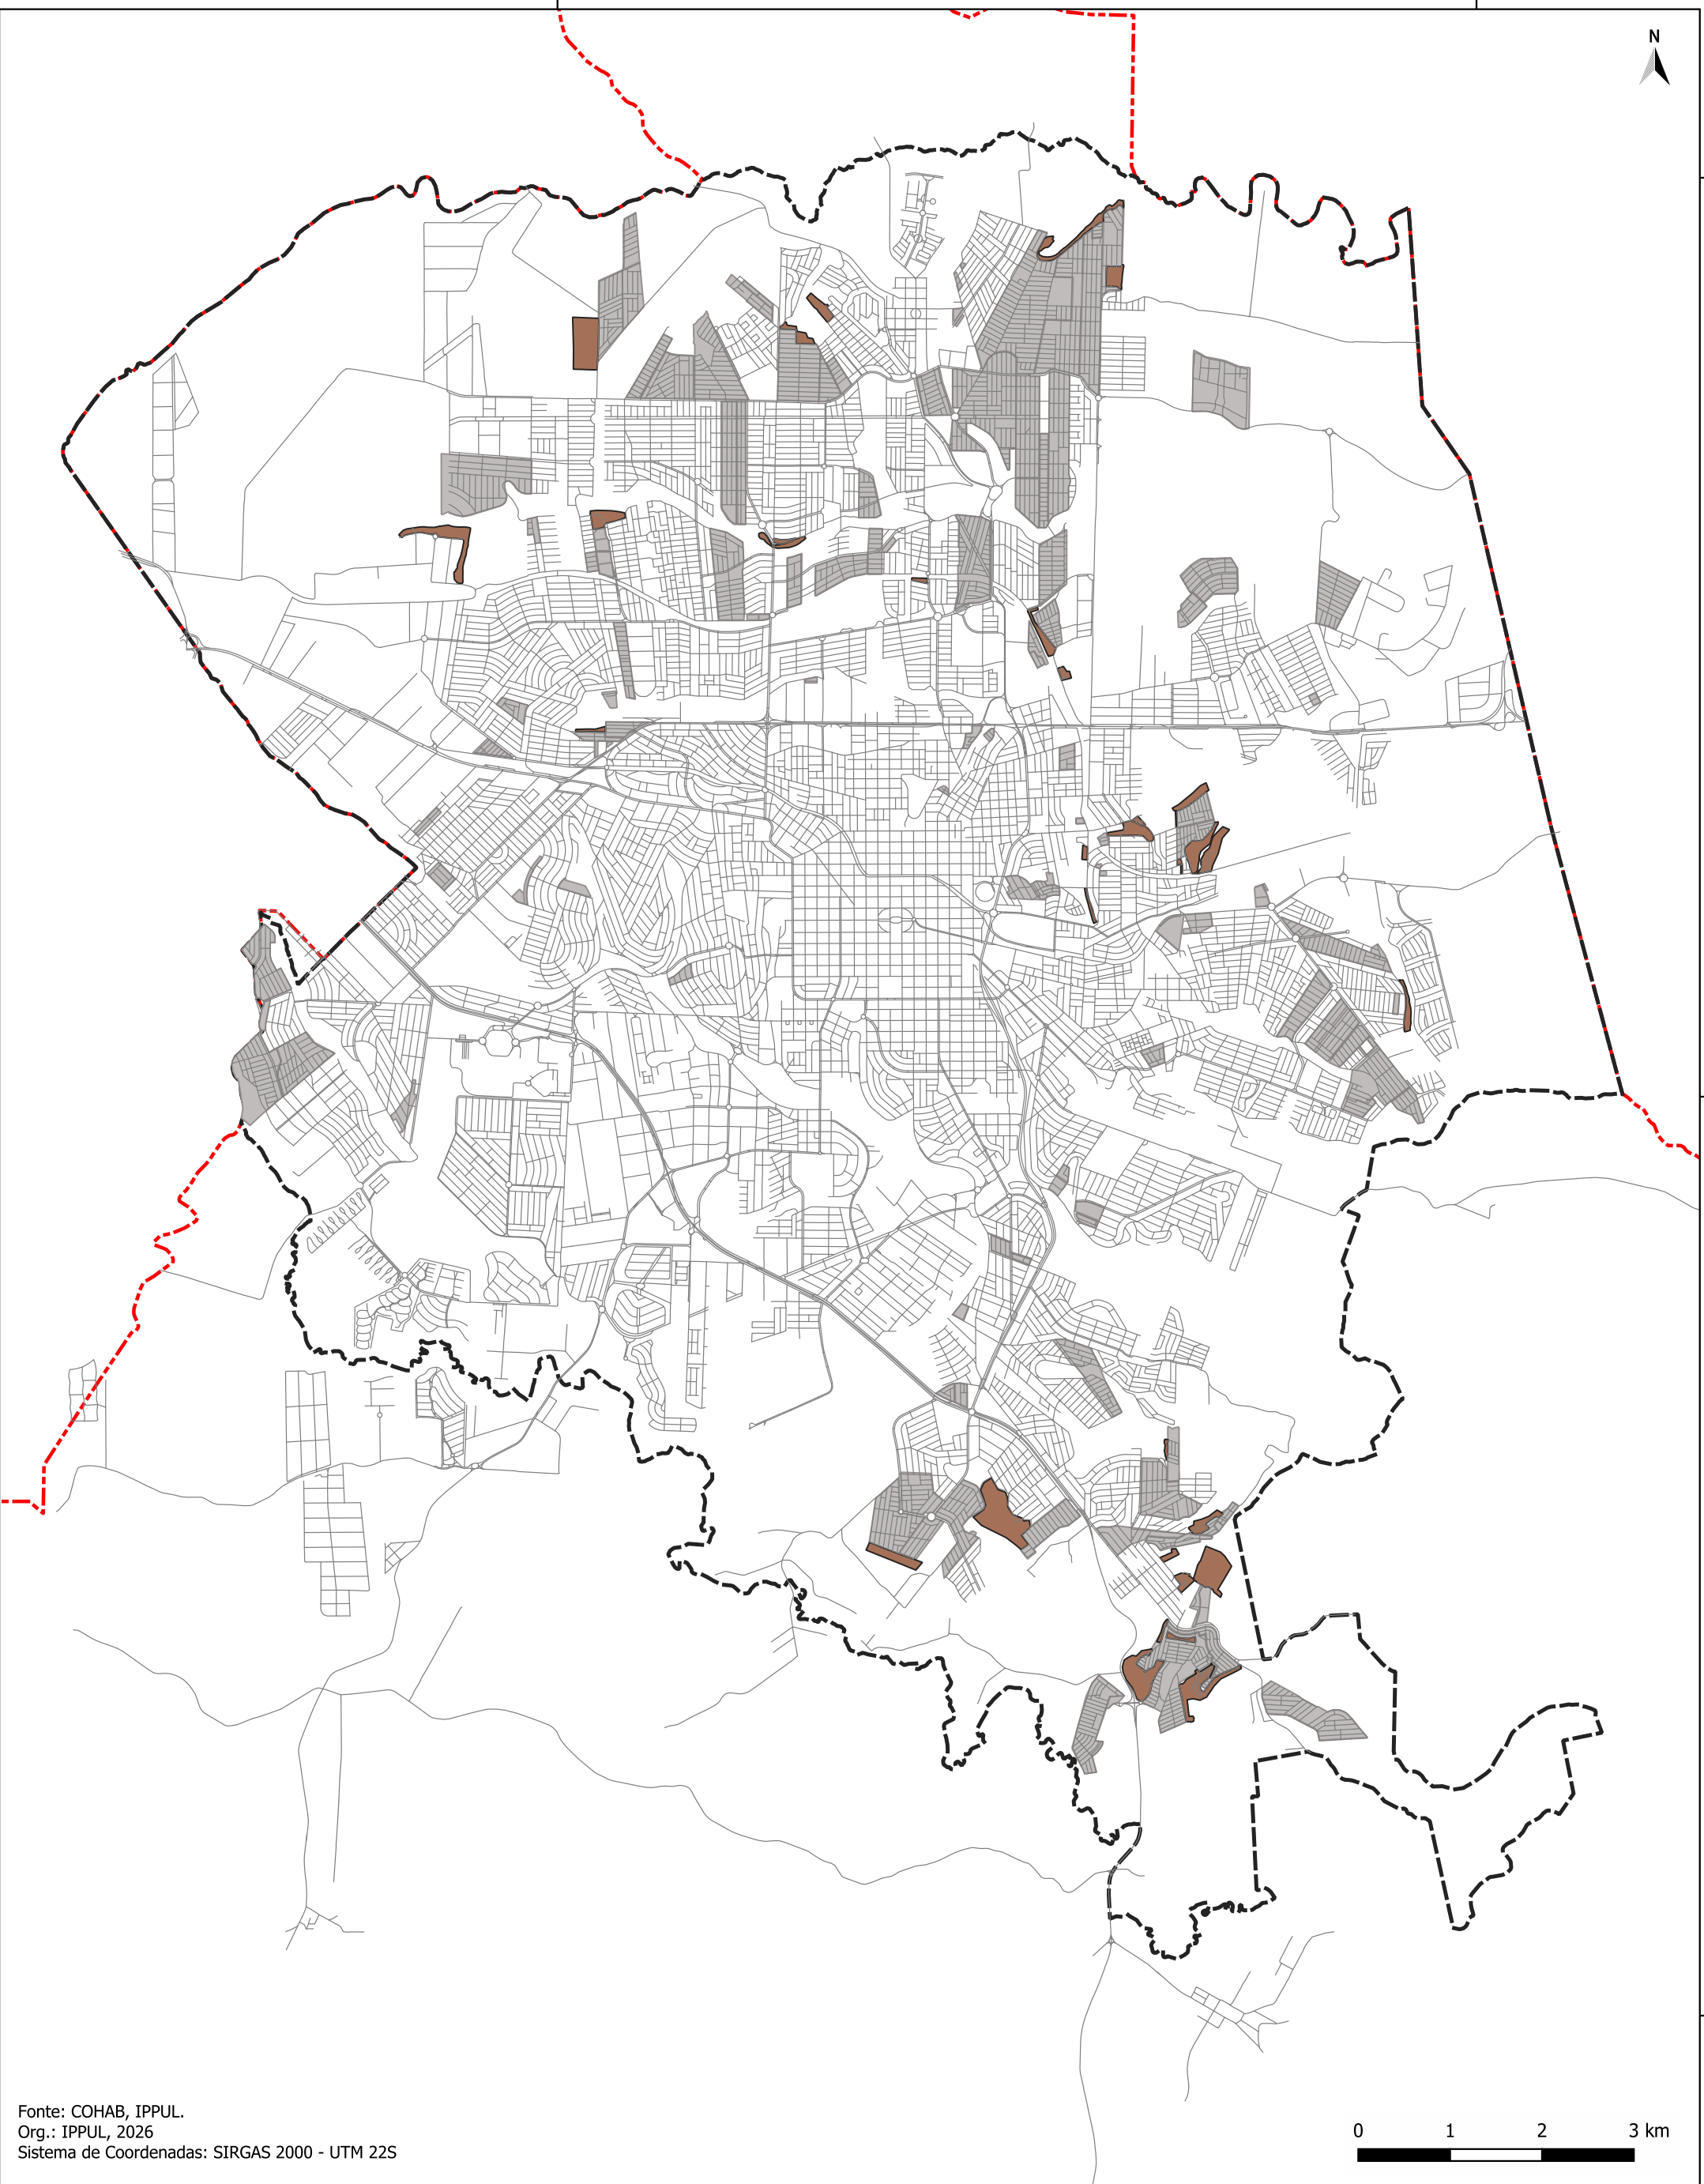 N
Fonte: COHAB, IPPUL.
Org.: IPPUL, 2026
Sistema de Coordenadas: SIRGAS 2000 - UTM 22S
0 1 2 3 km